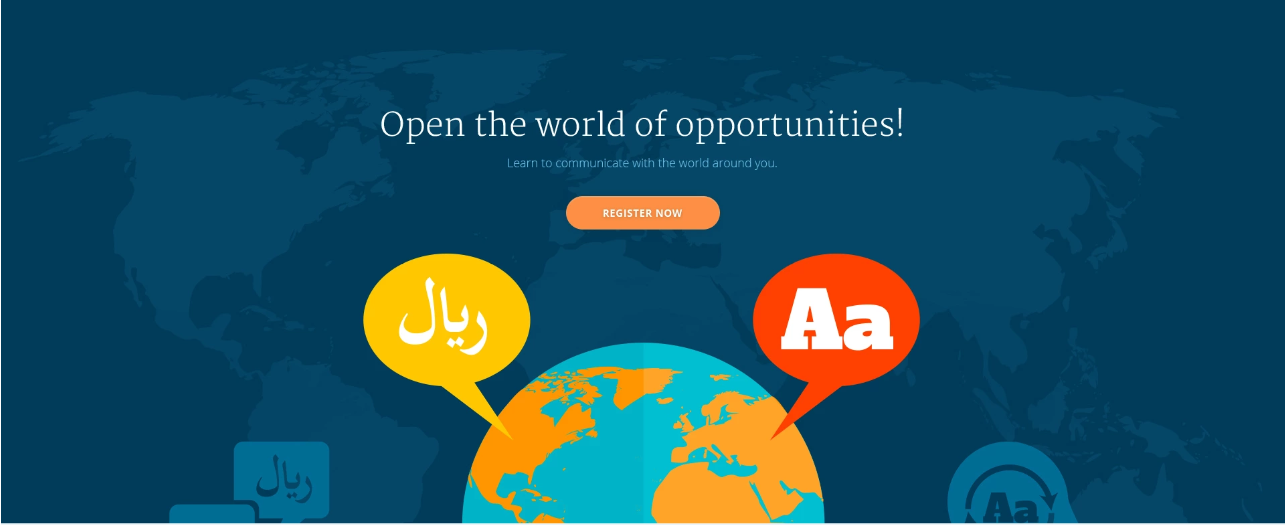 Open the world of opportunities!
Learn to communicate with the world around you.
REGISTER NOW
ريال
Aa
ريال
Aa